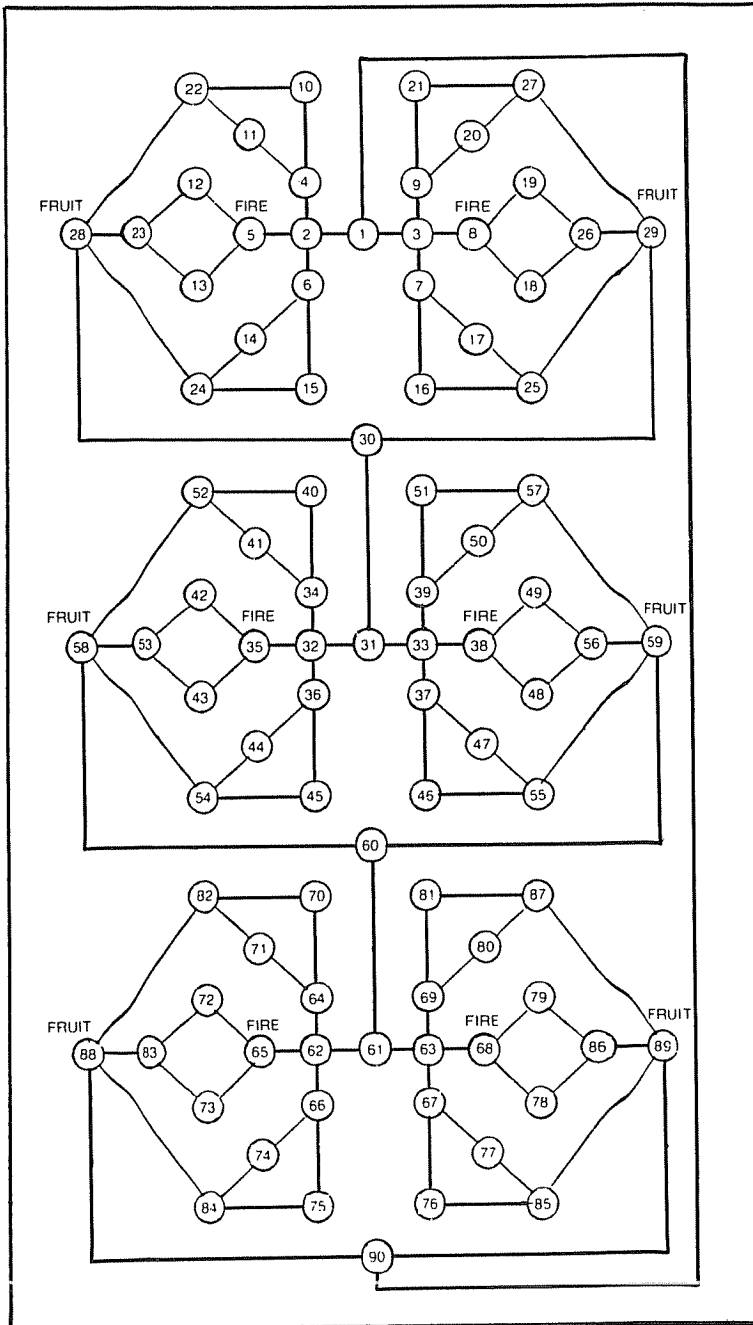 22 10 21 27
11 20
12 4 9 19
FRUIT FIRE FIRE FRUIT
28 23 5 2 1 3 8 26 29
13 6 7 18
14 17
24 15 16 25
30
52 40 51 57
41 50
42 34 39 49
FRUIT FIRE FIRE FRUIT
58 53 35 32 31 33 38 56 59
43 36 37 48
44 47
54 45 46 55
60
82 70 81 87
71 80
72 64 69 79
FRUIT FIRE FIRE FRUIT
88 83 65 62 61 63 68 86 89
73 66 67 78
74 77
84 75 76 85
90